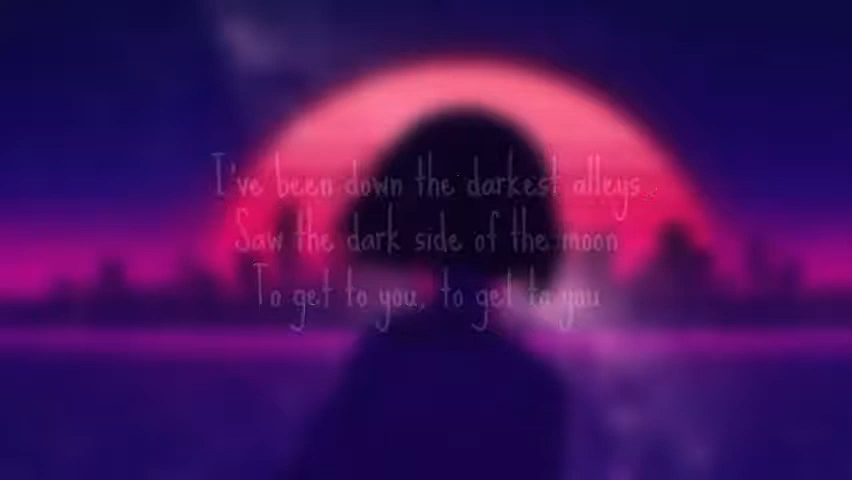 I've been down the darkest alleys
Saw the dark side of the moon
To get to you, to get to you